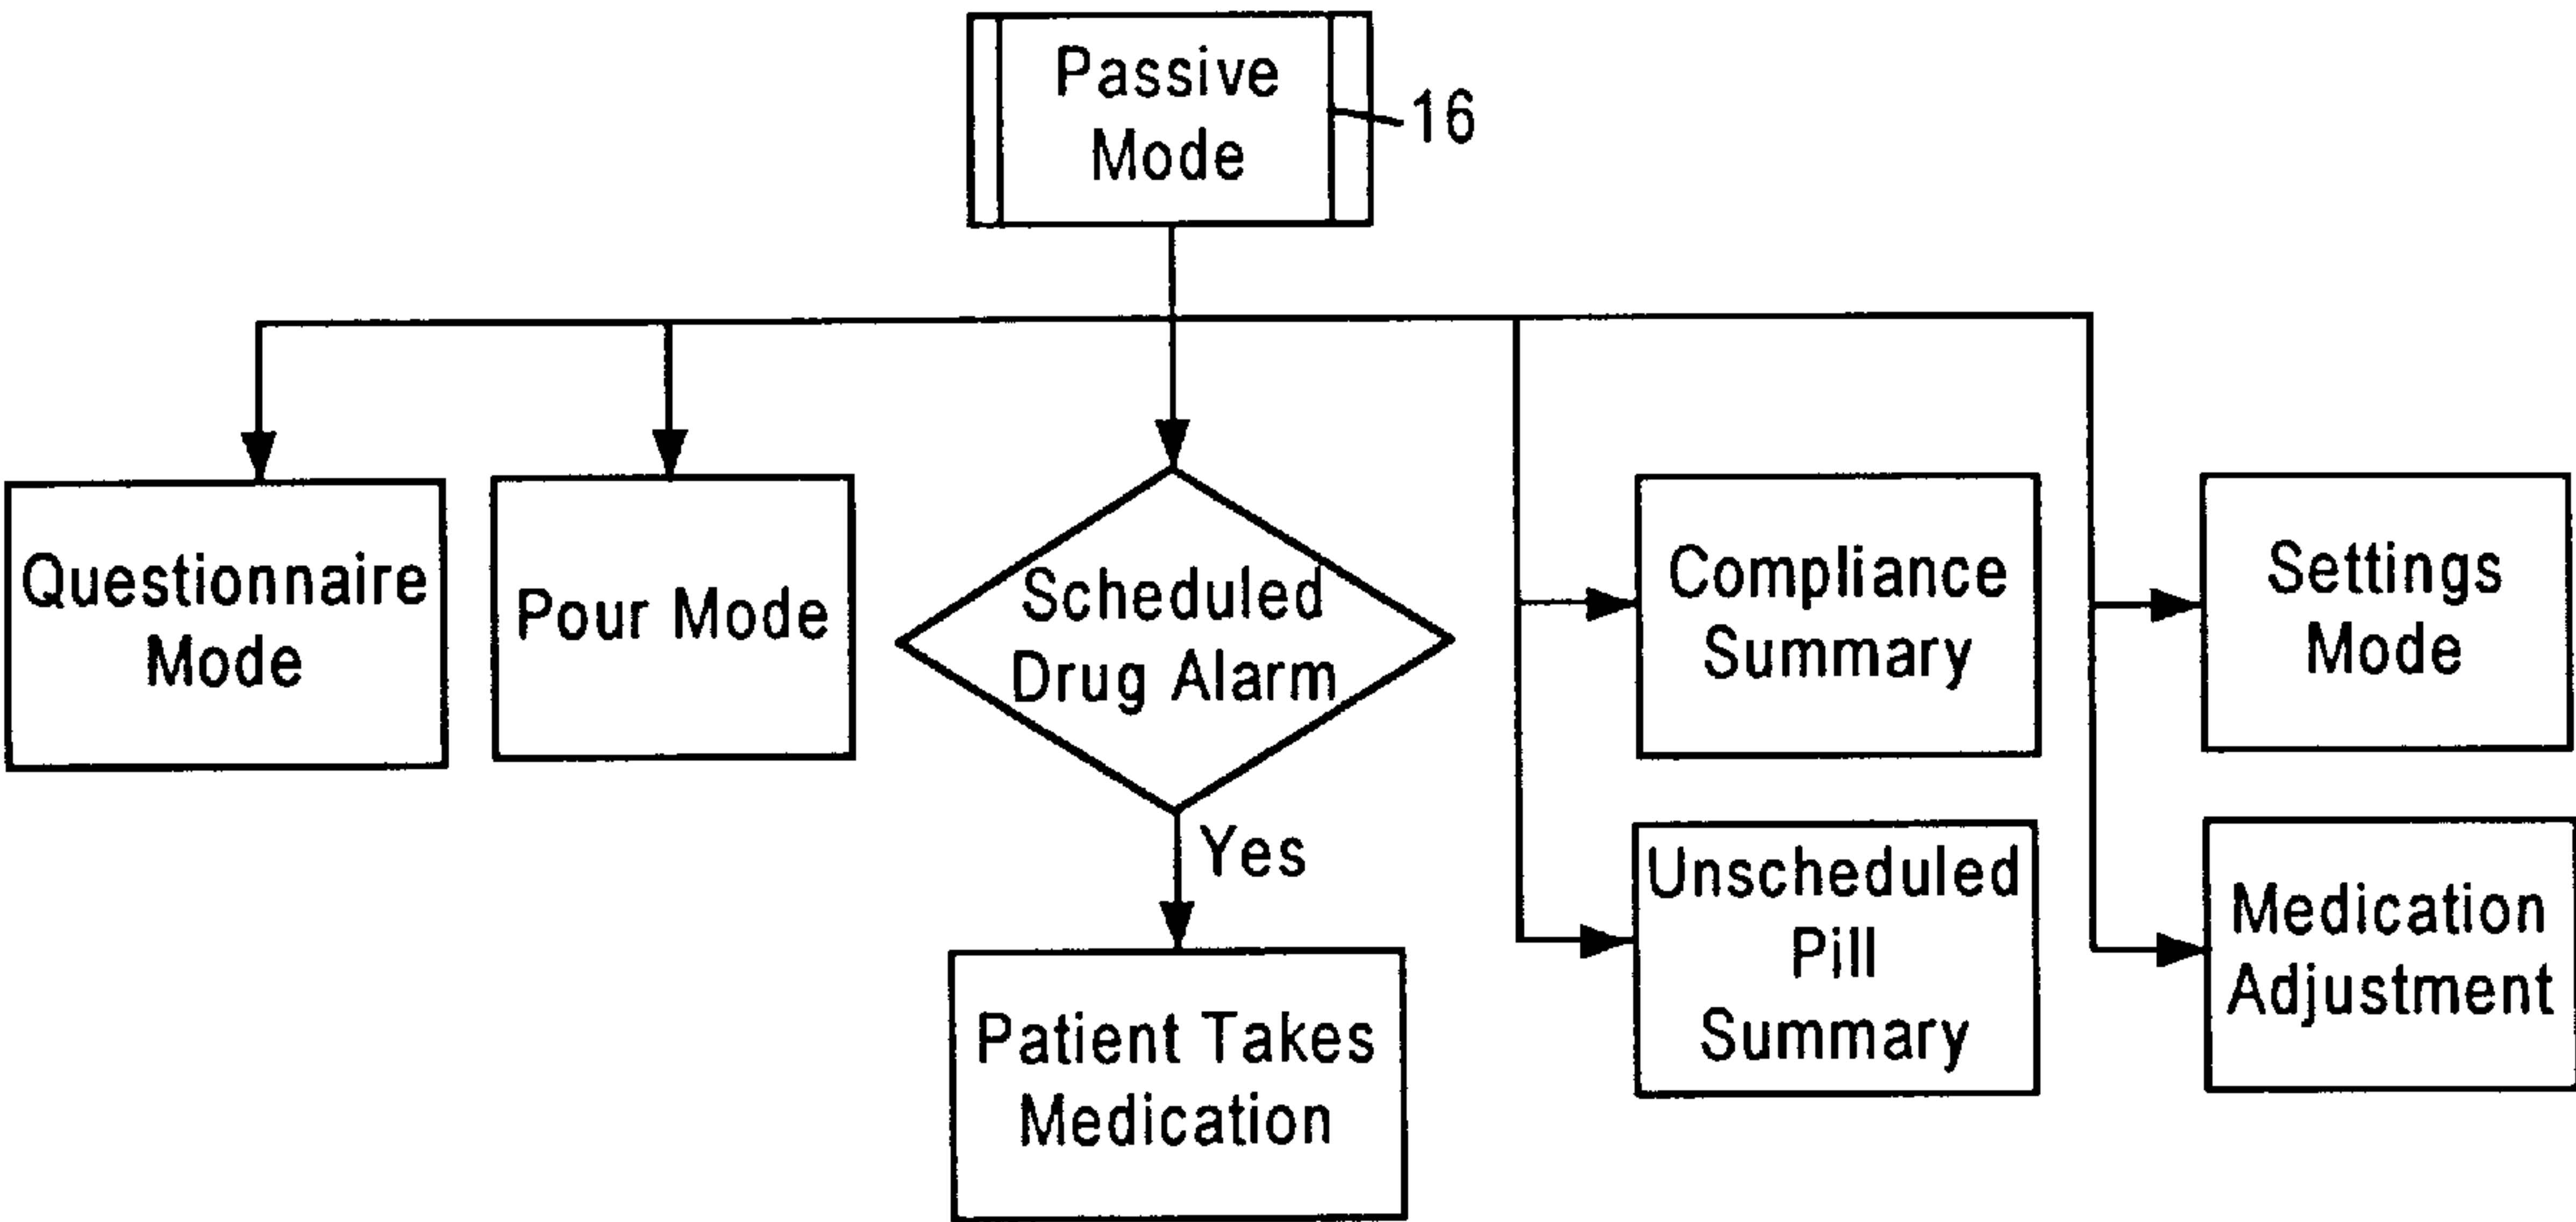 Passive
Mode
16
Questionnaire
Mode
Pour Mode
Scheduled
Drug Alarm
Compliance
Summary
Settings
Mode
Yes
Patient Takes
Medication
Unscheduled
Pill
Summary
Medication
Adjustment